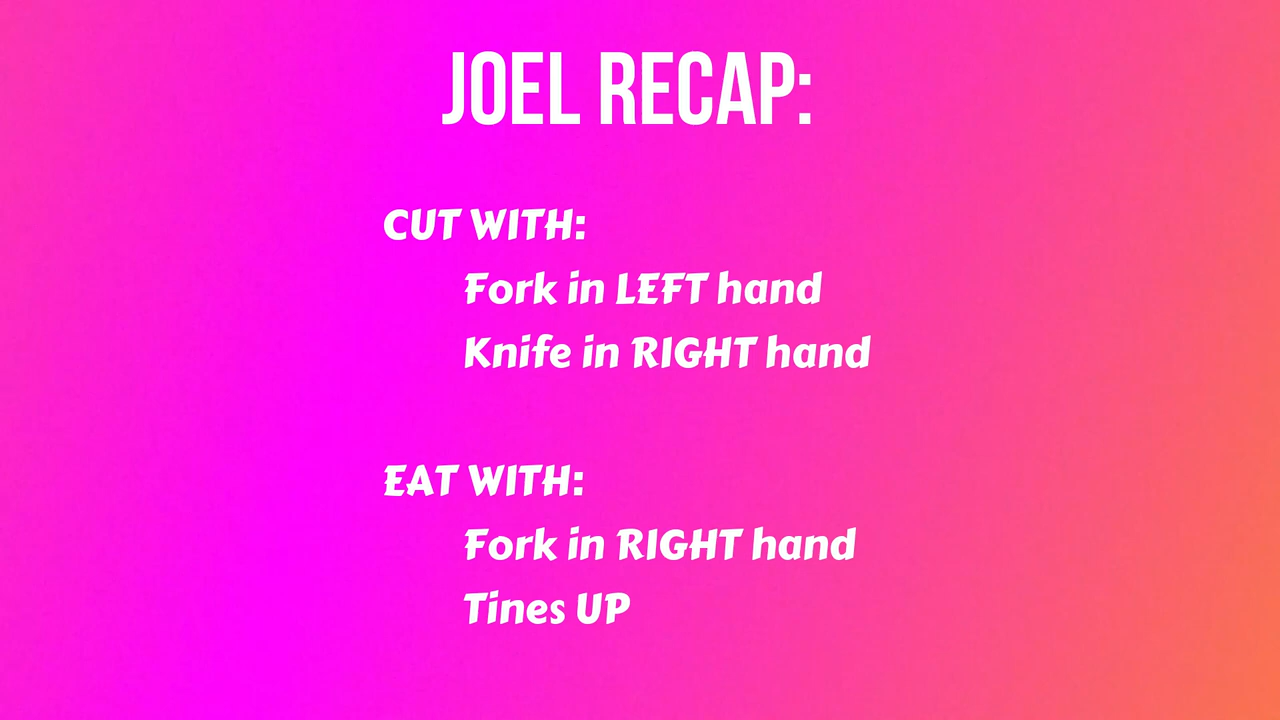 JOEL RECAP:
CUT WITH:
Fork in LEFT hand
Knife in RIGHT hand
EAT WITH:
Fork in RIGHT hand
Tines UP